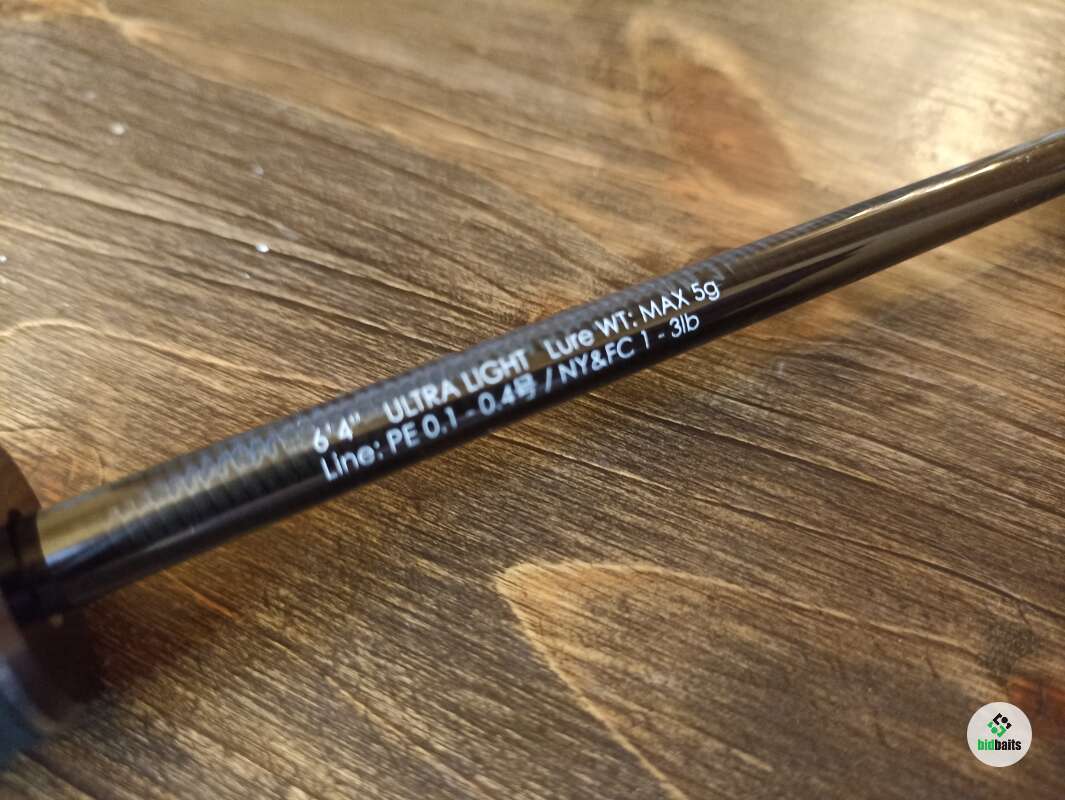 6'4" ULTRA LIGHT Lure WT: MAX 5g
Line: PE 0.1 - 0.4号 / NY&FC 1 - 3lb
bidbaits